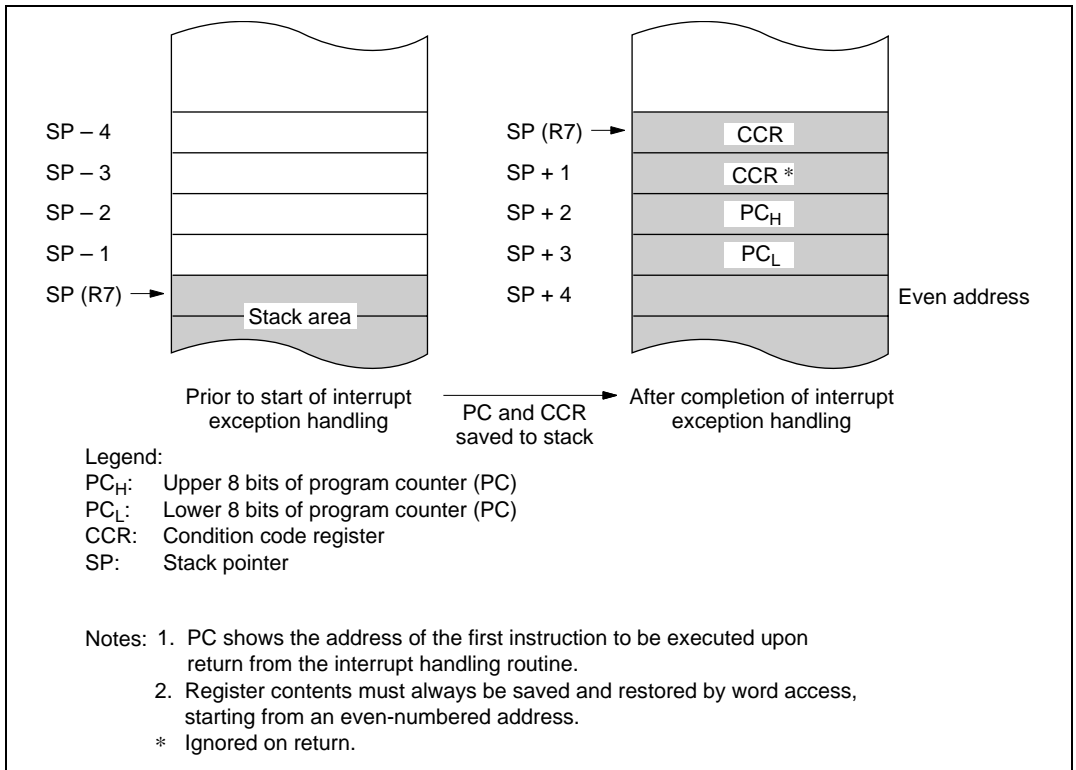 SP – 4
SP – 3
SP – 2
SP – 1
SP (R7)
Stack area
SP (R7)
SP + 1
SP + 2
SP + 3
SP + 4
CCR
CCR *
PCH
PCL
Even address
Prior to start of interrupt
exception handling
PC and CCR
saved to stack
After completion of interrupt
exception handling
Legend:
PCH: Upper 8 bits of program counter (PC)
PCL: Lower 8 bits of program counter (PC)
CCR: Condition code register
SP: Stack pointer
Notes: 1. PC shows the address of the first instruction to be executed upon
return from the interrupt handling routine.
2. Register contents must always be saved and restored by word access,
starting from an even-numbered address.
* Ignored on return.